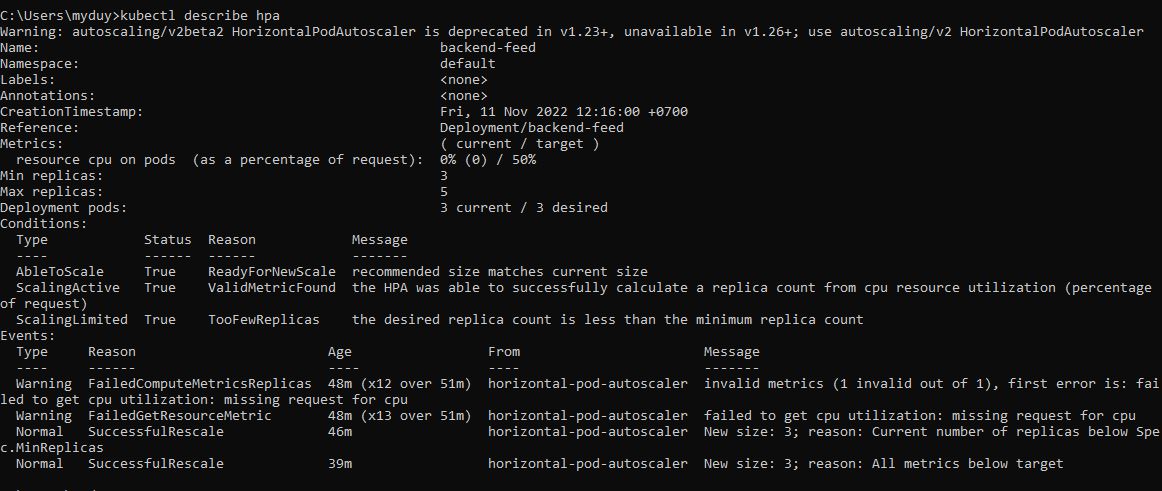 C:\Users\myduy>kubectl describe hpa
Warning: autoscaling/v2beta2 HorizontalPodAutoscaler is deprecated in v1.23+, unavailable in v1.26+; use autoscaling/v2 HorizontalPodAutoscaler
Name: backend-feed
Namespace: default
Labels: <none>
Annotations: <none>
CreationTimestamp: Fri, 11 Nov 2022 12:16:00 +0700
Reference: Deployment/backend-feed
Metrics: ( current / target )
resource cpu on pods (as a percentage of request): 0% (0) / 50%
Min replicas: 3
Max replicas: 5
Deployment pods: 3 current / 3 desired
Conditions:
Type Status Reason Message
---- ------ ------ -------
AbleToScale True ReadyForNewScale recommended size matches current size
ScalingActive True ValidMetricFound the HPA was able to successfully calculate a replica count from cpu resource utilization (percentage
of request)
ScalingLimited True TooFewReplicas the desired replica count is less than the minimum replica count
Events:
Type Reason Age From Message
---- ------ ---- ---- -------
Warning FailedComputeMetricsReplicas 48m (x12 over 51m) horizontal-pod-autoscaler invalid metrics (1 invalid out of 1), first error is: fai
led to get cpu utilization: missing request for cpu
Warning FailedGetResourceMetric 48m (x13 over 51m) horizontal-pod-autoscaler failed to get cpu utilization: missing request for cpu
Normal SuccessfulRescale 46m horizontal-pod-autoscaler New size: 3; reason: Current number of replicas below Spe
c.MinReplicas
Normal SuccessfulRescale 39m horizontal-pod-autoscaler New size: 3; reason: All metrics below target